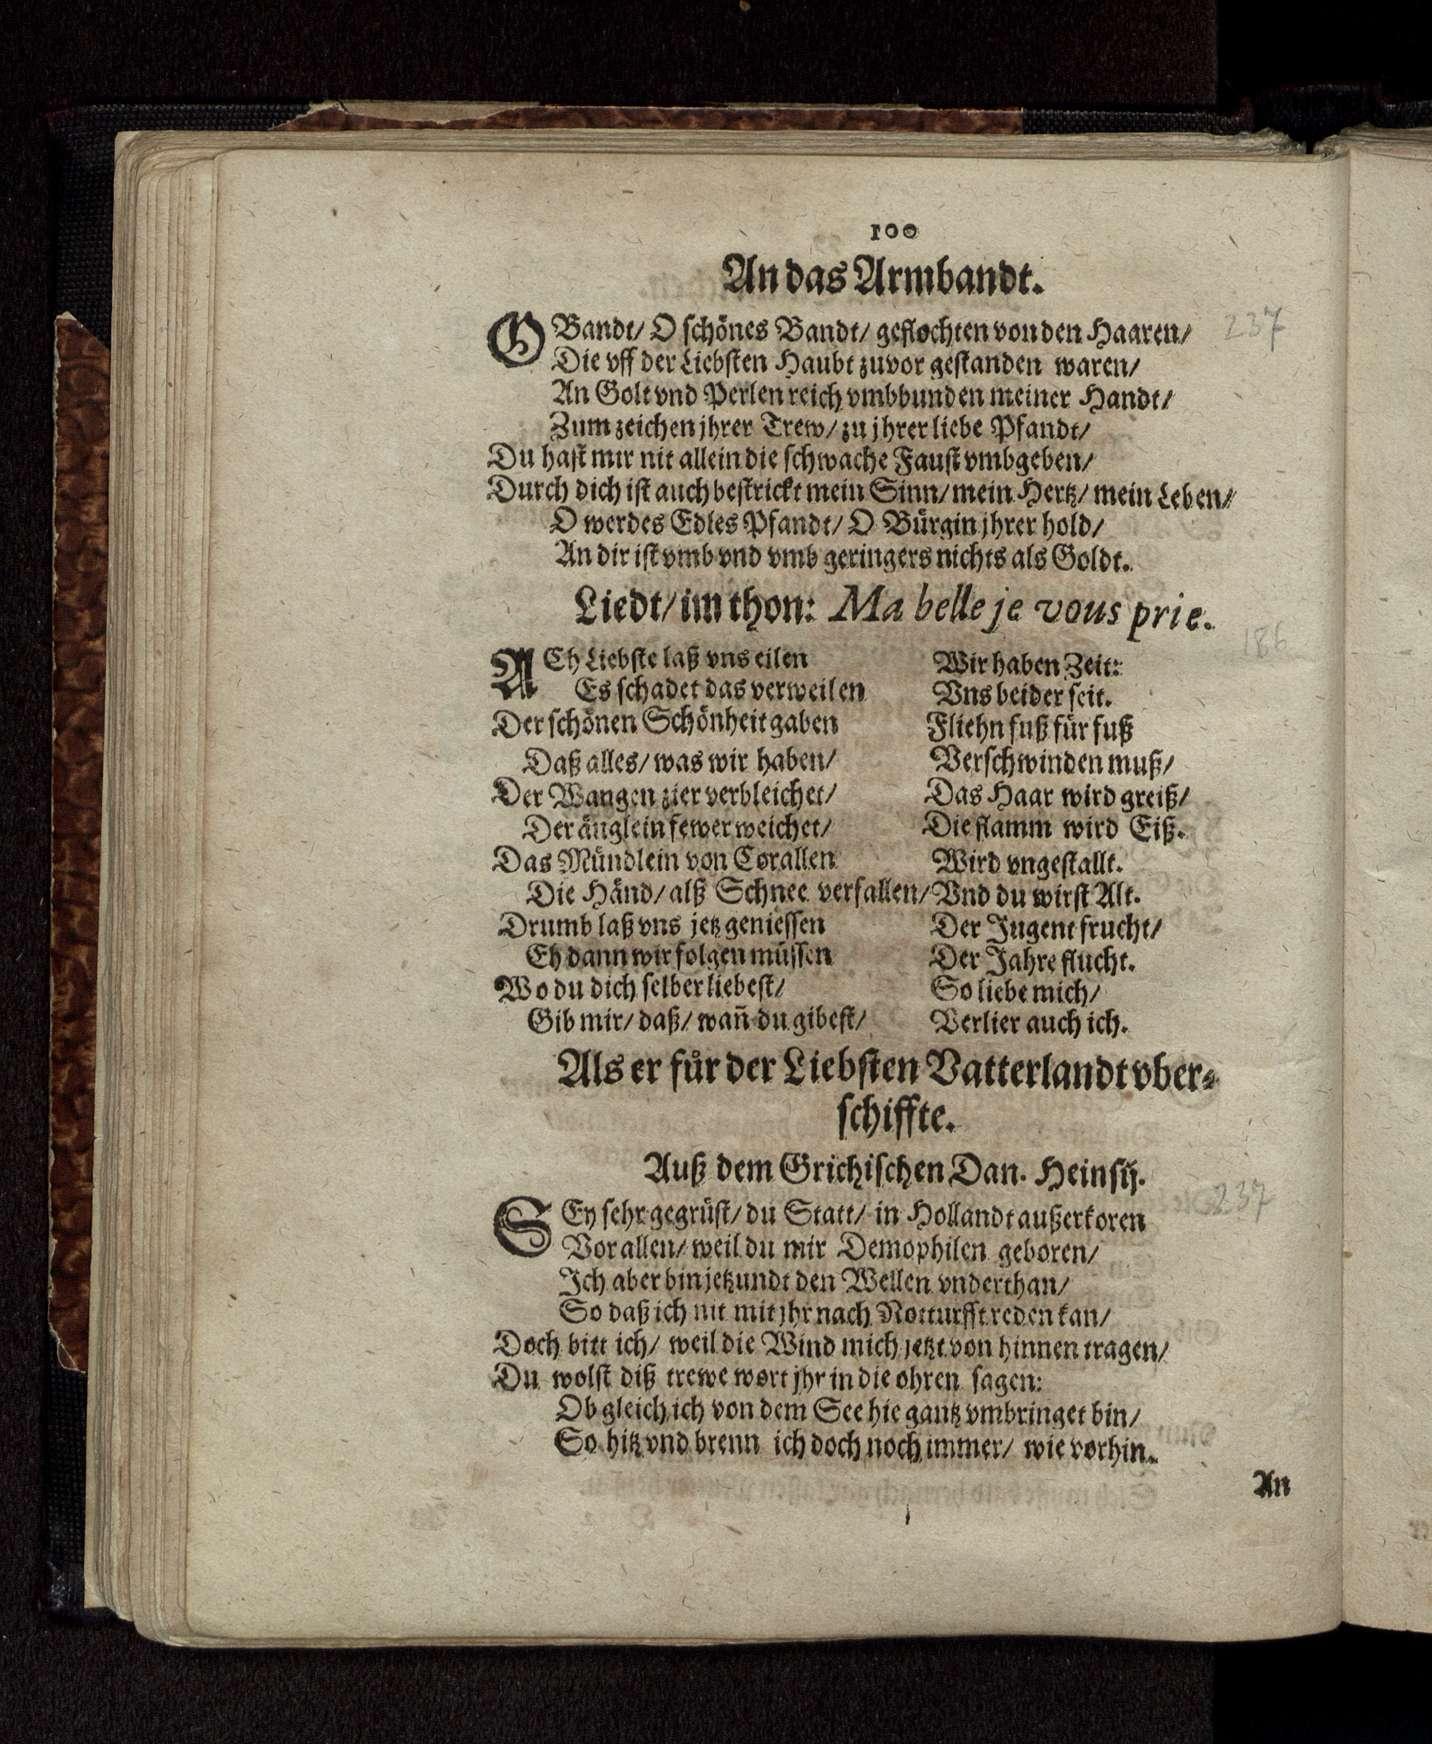 100
An das Armbandt.
O Bandt/ O schönes Bandt/ geflochten von den Haaren/
237
Die vff der Liebsten Haubt zuvor gestanden waren/
An Golt vnd Perlen reich vmbbunden meiner Handt/
Zum zeichen jhrer Trew/ zu jhrer liebe Pfandt/
Du hast mir nit allein die schwache Faust vmbgeben/
Durch dich ist auch bestrickt mein Sinn/ mein Hertz/ mein Leben/
O werdes Edles Pfandt/ O Bürgin jhrer hold/
An dir ist vmb vnd vmb geringers nichts als Goldt.
Liedt/ im thon: Ma belle je vous prie.
186
ACh Liebste laß vns eilen Wir haben Zeit:
Es schadet das verweilen Vns beider seit.
Der schönen Schönheit gaben Fliehn fuß für fuß
Daß alles/ was wir haben/ Verschwinden muß/
Der Wangen zier verbleichet/ Das Haar wird greiß/
Der äuglein fewer weichet/ Die flamm wird Eiß.
Das Mündlein von Corallen Wird vngestallt.
Die Händ/ alß Schnee verfallen/ Vnd du wirst Alt.
Drumb laß vns jetz geniessen Der Jugent frucht/
Eh dann wir folgen müssen Der Jahre flucht.
Wo du dich selber liebest/ So liebe mich/
Gib mir/ daß/ wañ du gibest/ Verlier auch ich.
Als er für der Liebsten Vatterlandt vber-
schiffte.
Auß dem Grichischen Dan. Heinsij.
237
SEy sehr gegrüst/ du Statt/ in Hollandt außerkoren
Vor allen/ weil du mir Demophilen geboren/
Ich aber bin jetzundt den Wellen vnderthan/
So daß ich nit mit jhr nach Notturfft reden kan/
Doch bitt ich/ weil die Wind mich jetzt von hinnen tragen/
Du wolst diß trewe wort jhr in die ohren sagen:
Ob gleich ich von dem See hie gantz vmbringet bin/
So hitz vnd brenn ich doch noch immer/ wie vorhin.
An